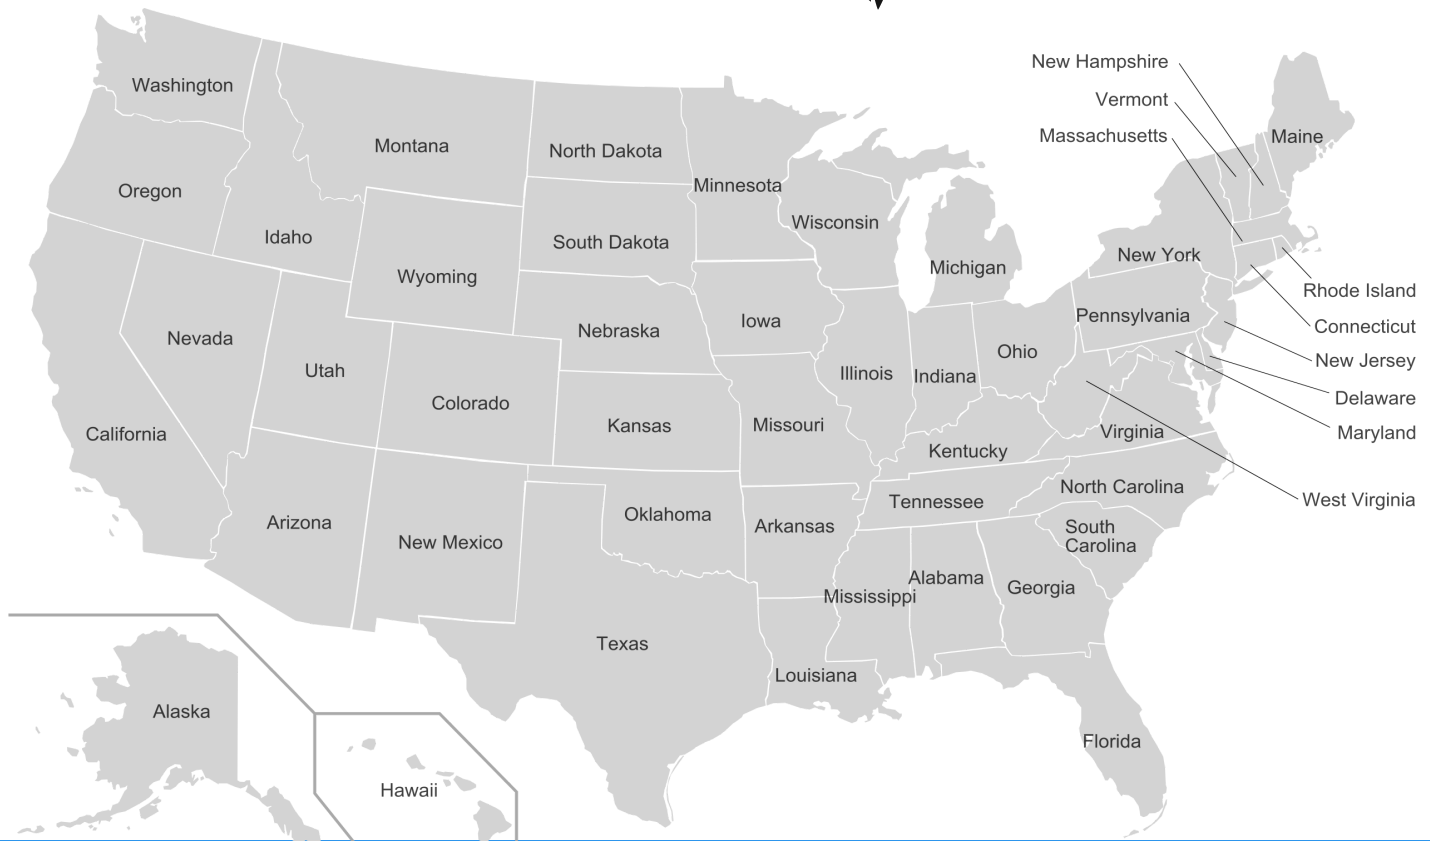 New Hampshire
Washington
Vermont
Massachusetts
Maine
Montana
North Dakota
Minnesota
Oregon
Wisconsin
Idaho
South Dakota
New York
Michigan
Wyoming
Rhode Island
Pennsylvania
Iowa
Connecticut
Nebraska
Nevada
Ohio
New Jersey
Utah
Illinois
Indiana
Delaware
Colorado
Kansas
Missouri
Virginia
Maryland
California
Kentucky
North Carolina
West Virginia
Tennessee
Oklahoma
Arizona
Arkansas
South
Carolina
New Mexico
Alabama
Georgia
Mississippi
Texas
Louisiana
Alaska
Florida
Hawaii